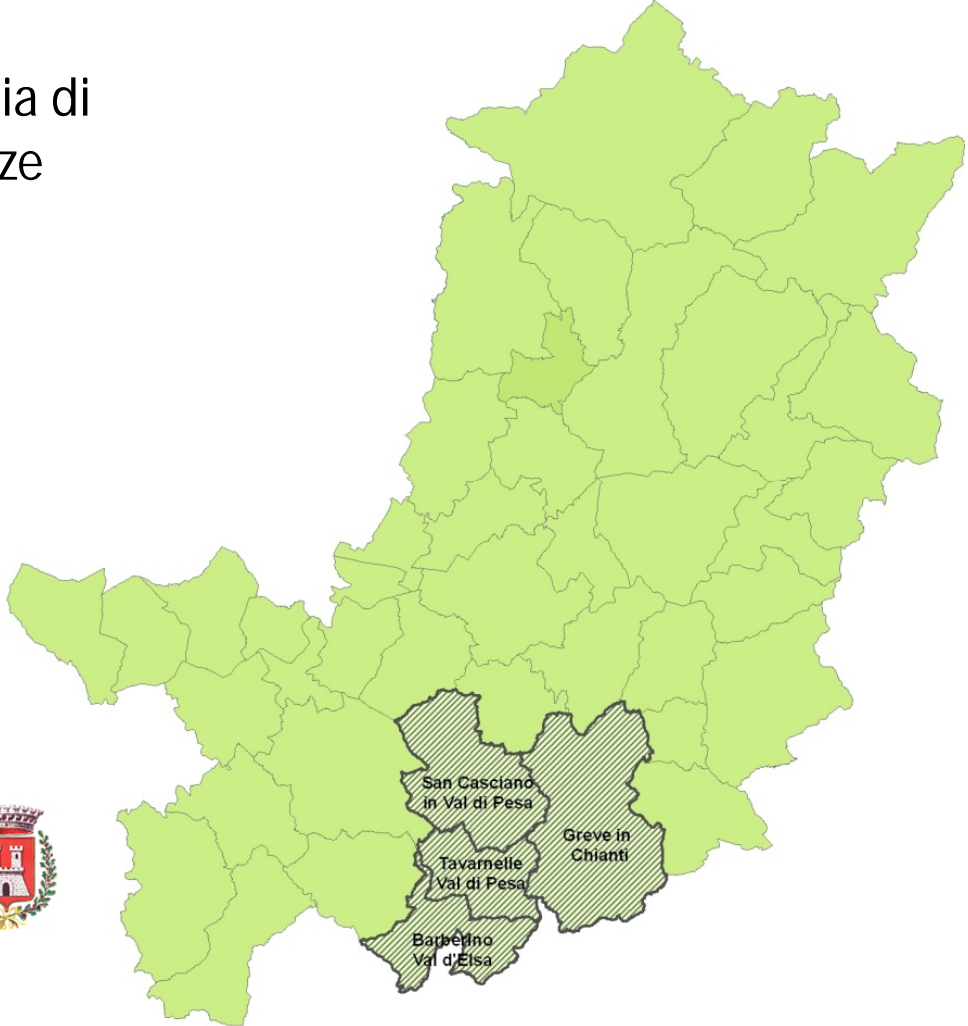 ia di
ze
San Casciano
in Val di Pesa
Greve in
Chianti
Tavarnelle
Val di Pesa
Barberino
Val d'Elsa